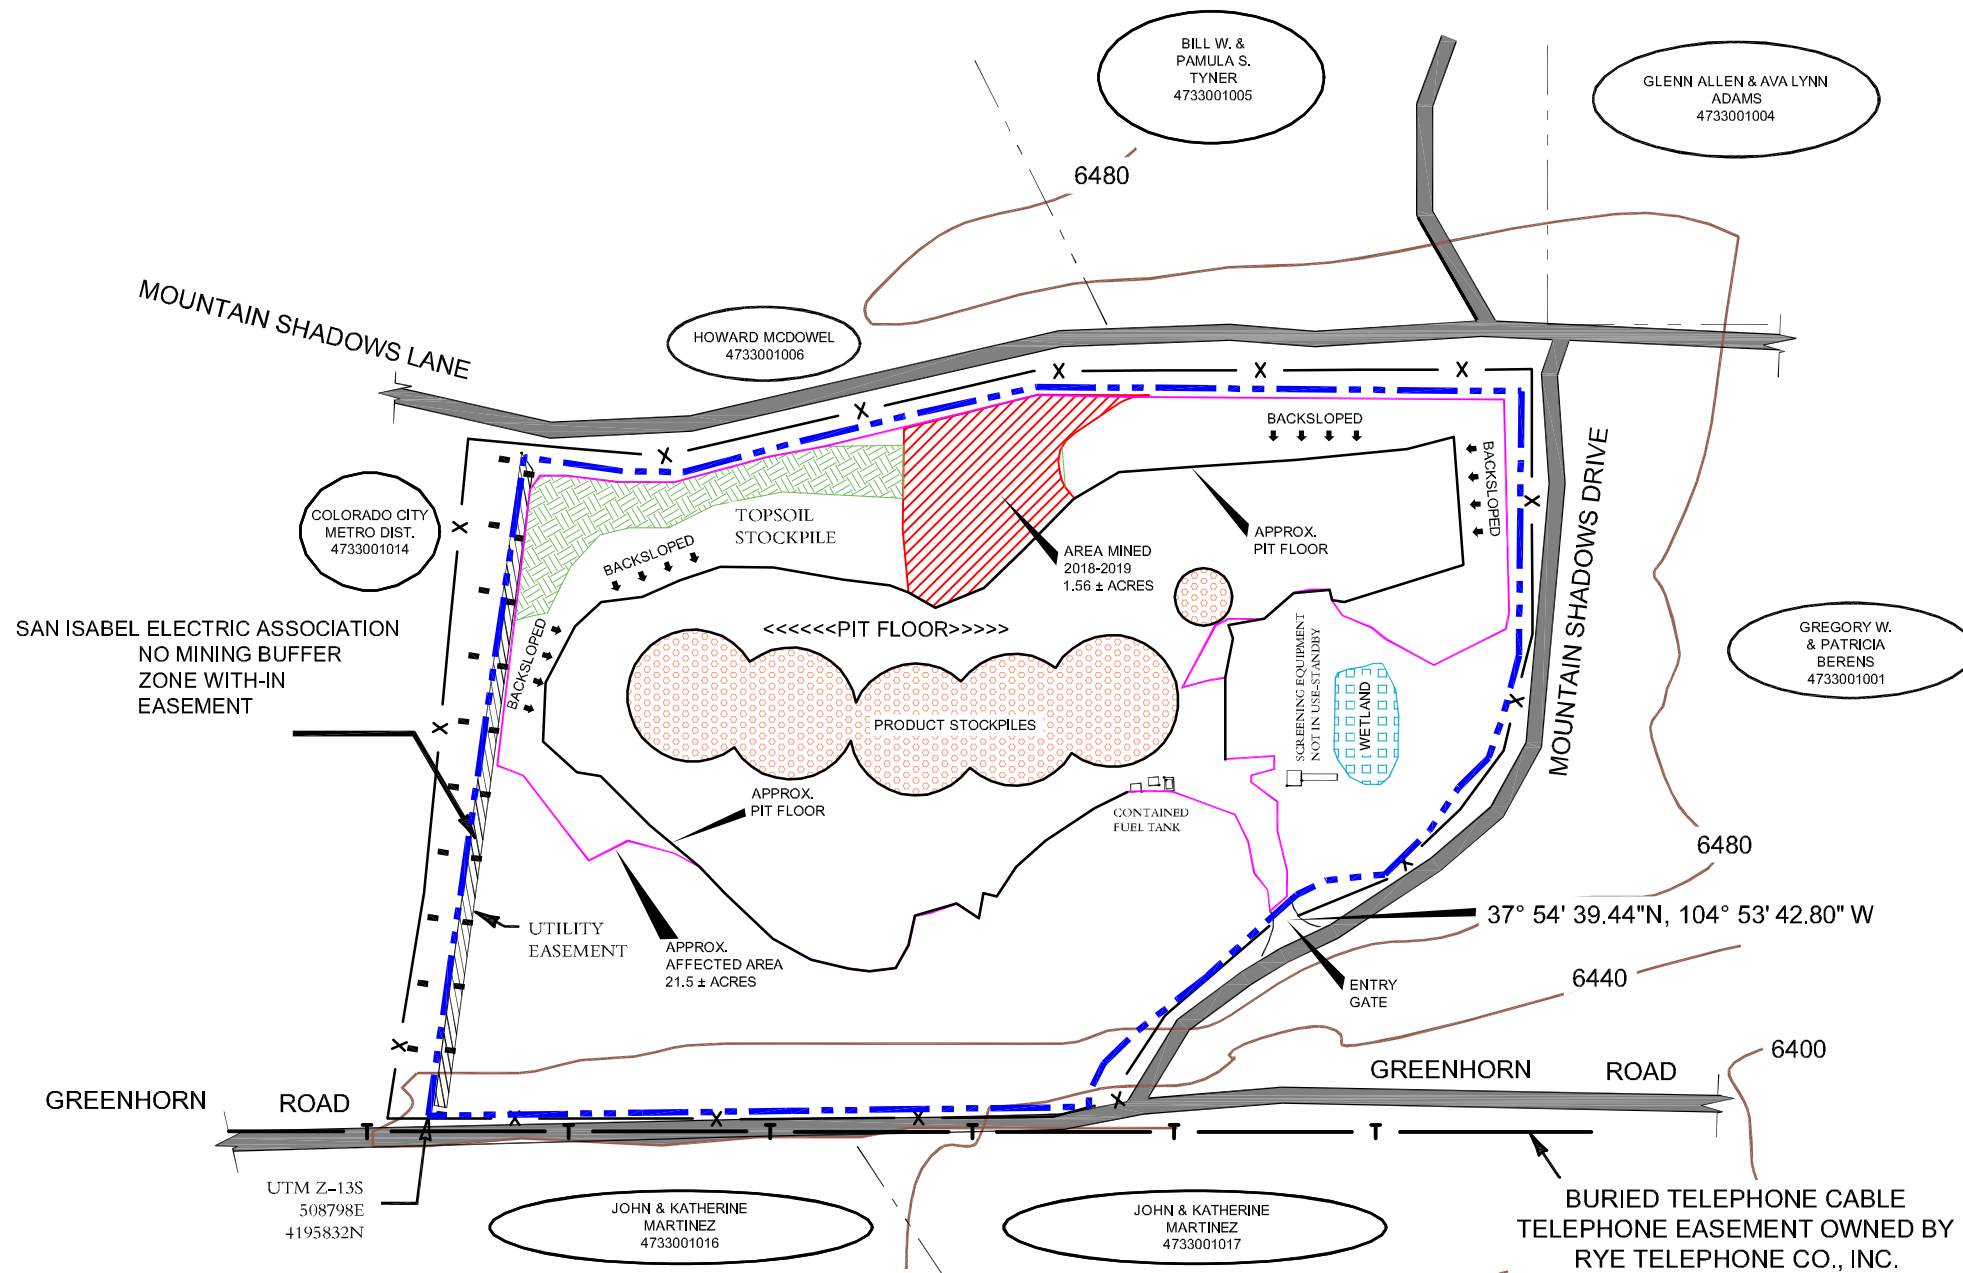 BILL W. &
PAMULA S.
TYNER
4733001005
GLENN ALLEN & AVA LYNN
ADAMS
4733001004
6480
MOUNTAIN SHADOWS LANE
HOWARD MCDOWEL
4733001006
X
X
X
X
X
BACKSLOPED
BACKSLOPED
COLORADO CITY
METRO DIST.
4733001014
X
X
TOPSOIL
STOCKPILE
BACKSLOPED
AREA MINED
2018-2019
1.56 ± ACRES
APPROX.
PIT FLOOR
MOUNTAIN SHADOWS DRIVE
SAN ISABEL ELECTRIC ASSOCIATION
NO MINING BUFFER
ZONE WITH-IN
EASEMENT
BACKSLOPED
<<<<<<PIT FLOOR>>>>>
SCREENING EQUIPMENT
NOT IN USE-STANDBY
WETLAND
GREGORY W.
& PATRICIA
BERENS
4733001001
X
X
PRODUCT STOCKPILES
APPROX.
PIT FLOOR
CONTAINED
FUEL TANK
6480
X
37° 54' 39.44"N, 104° 53' 42.80" W
UTILITY
EASEMENT
APPROX.
AFFECTED AREA
21.5 ± ACRES
ENTRY
GATE
6440
X
6400
GREENHORN ROAD
GREENHORN ROAD
X
X
X
X
T
T
T
T
T
T
UTM Z-13S
508798E
4195832N
JOHN & KATHERINE
MARTINEZ
4733001016
JOHN & KATHERINE
MARTINEZ
4733001017
BURIED TELEPHONE CABLE
TELEPHONE EASEMENT OWNED BY
RYE TELEPHONE CO., INC.